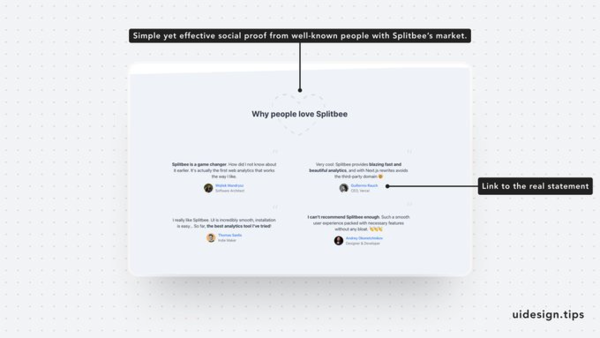 Simple yet effective social proof from well-known people with Splitbee's market.
Why people love Splitbee
Splitbee is a game changer. How did I not know about
it earlier. It's actually the first web analytics that works
the way I like.
Software Architect
Very cool: Splitbee provides blazing fast and
beautiful analytics, and with Next.js rewrites avoids
the third-party domain
Guillermo Rauch
CEO, Vercel
Link to the real statement
I really like Splitbee. UI is incredibly smooth, installation
is easy... So far, the best analytics tool I've tried!
Thomas Sanlis
Indie Maker
I can't recommend Splitbee enough. Such a smooth
user experience packed with necessary features
without any bloat.
Designer & Developer
uidesign.tips